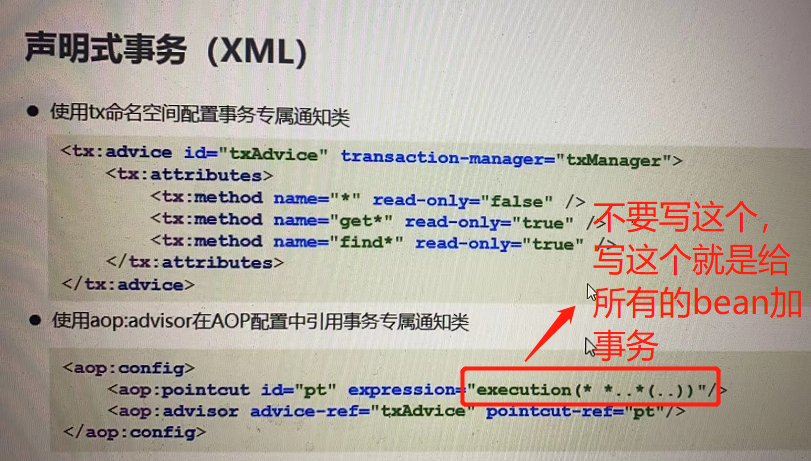 声明式事务（XML）
● 使用tx命名空间配置事务专属通知类
<tx:advice id="txAdvice" transaction-manager="txManager">
<tx:attributes>
<tx:method name="*" read-only="false" />
<tx:method name="get*" read-only="true" />
<tx:method name="find*" read-only="true" />
</tx:attributes>
</tx:advice>
不要写这个，
写这个就是给
所有的bean加
事务
● 使用aop:advisor在AOP配置中引用事务专属通知类
<aop:config>
<aop:pointcut id="pt" expression="execution(* *..*(..))"/>
<aop:advisor advice-ref="txAdvice" pointcut-ref="pt"/>
</aop:config>